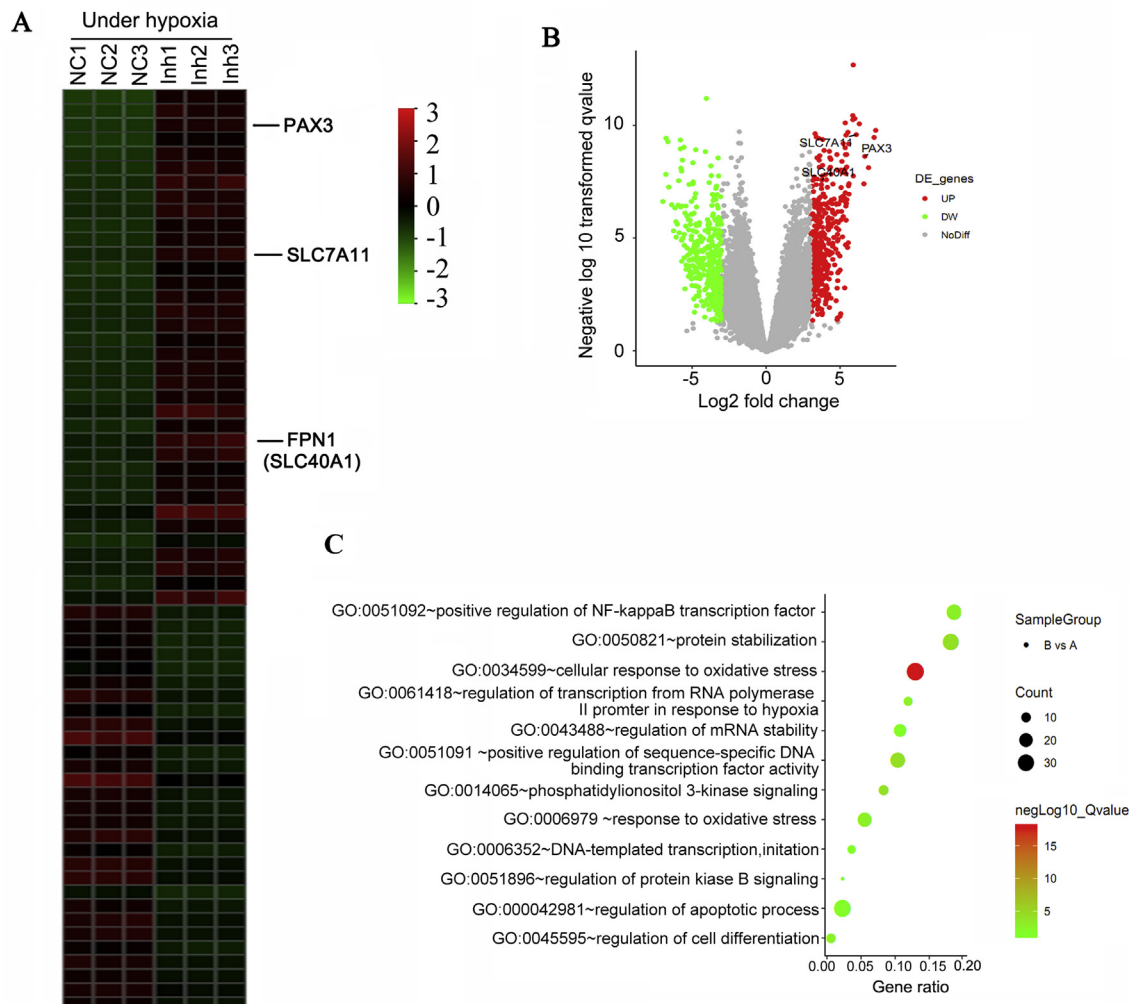 A
Under hypoxia
NC1
NC2
NC3
Inh1
Inh2
Inh3
PAX3
SLC7A11
FPN1
(SLC40A1)
3
2
1
0
-1
-2
-3
B
Negative log 10 transformed qvalue
10
5
0
SLC7A11
PAX3
SLC40A1
-5
0
5
Log2 fold change
DE_genes
UP
DW
NoDiff
C
GO:0051092~positive regulation of NF-kappaB transcription factor
GO:0050821~protein stabilization
GO:0034599~cellular response to oxidative stress
GO:0061418~regulation of transcription from RNA polymerase
II promter in response to hypoxia
GO:0043488~regulation of mRNA stability
GO:0051091 ~positive regulation of sequence-specific DNA
binding transcription factor activity
GO:0014065~phosphatidylionositol 3-kinase signaling
GO:0006979 ~response to oxidative stress
GO:0006352~DNA-templated transcription,initation
GO:0051896~regulation of protein kiase B signaling
GO:000042981~regulation of apoptotic process
GO:0045595~regulation of cell differentiation
0.00
0.05
0.10
0.15
0.20
Gene ratio
SampleGroup
B vs A
Count
10
20
30
negLog10_Qvalue
15
10
5